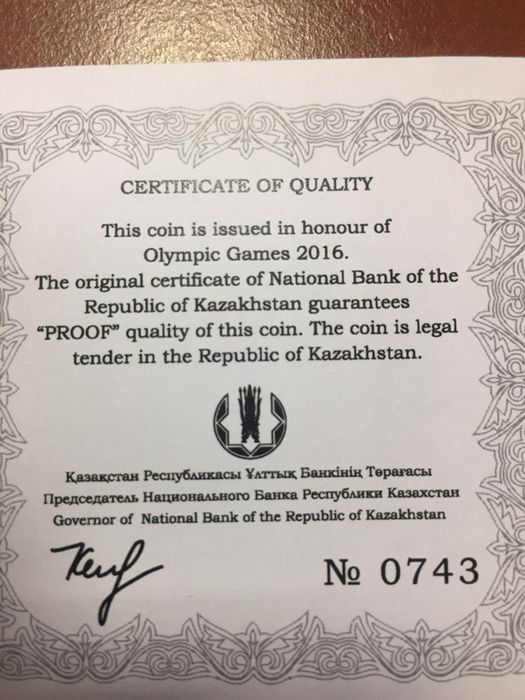 CERTIFICATE OF QUALITY
This coin is issued in honour of
Olympic Games 2016.
The original certificate of National Bank of the
Republic of Kazakhstan guarantees
“PROOF” quality of this coin. The coin is legal
tender in the Republic of Kazakhstan.
Қазақстан Республикасы Ұлттық Банкінің Төрағасы
Председатель Национального Банка Республики Казахстан
Governor of National Bank of the Republic of Kazakhstan
№ 0743